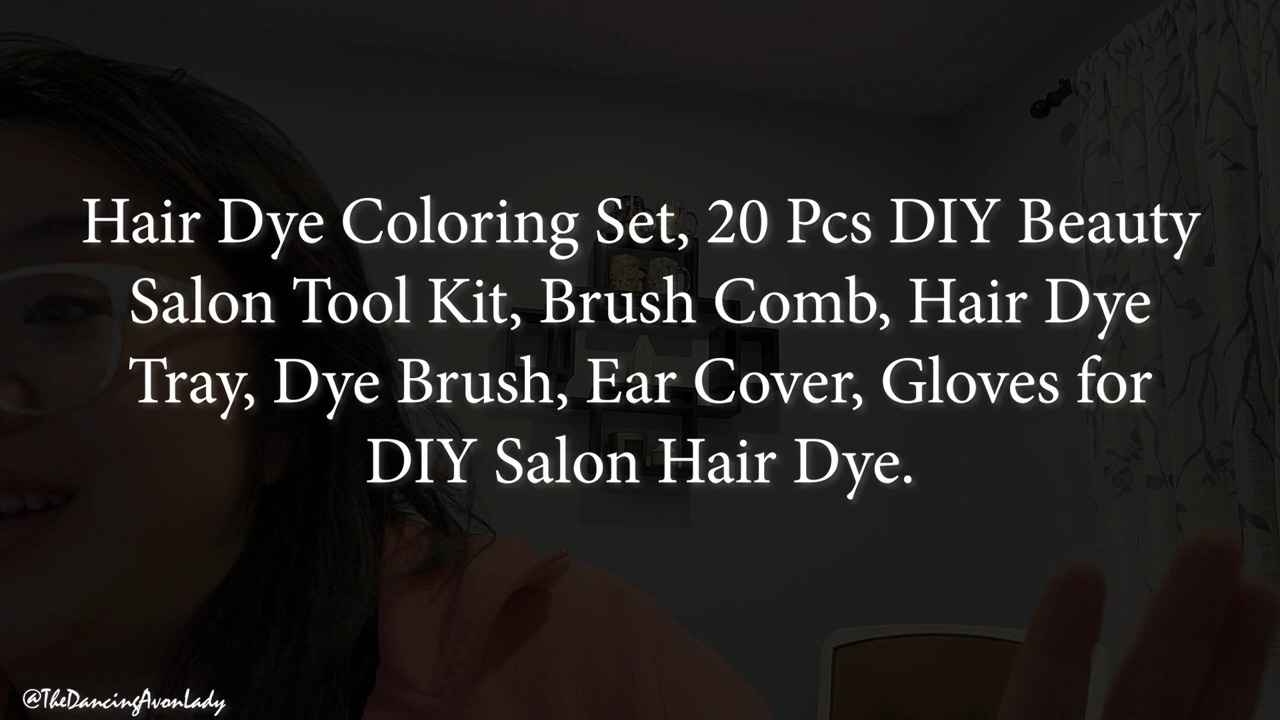 Hair Dye Coloring Set, 20 Pcs DIY Beauty
Salon Tool Kit, Brush Comb, Hair Dye
Tray, Dye Brush, Ear Cover, Gloves for
DIY Salon Hair Dye.
@TheDancingAvonLady